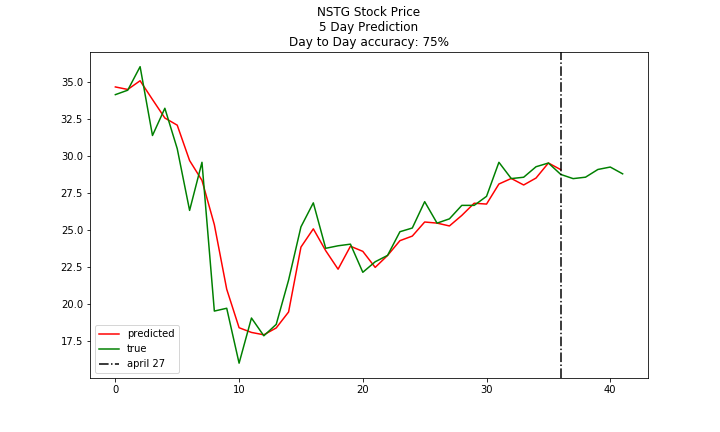 NSTG Stock Price
5 Day Prediction
Day to Day accuracy: 75%
35.0
32.5
30.0
27.5
25.0
22.5
20.0
17.5
predicted
true
april 27
0
10
20
30
40